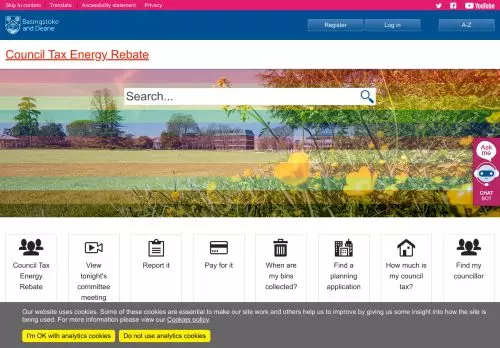 Skip to content | Translate | Accessibility statement | Privacy
YouTube
Basingstoke
and Deane
Register
Log in
A-Z
Council Tax Energy Rebate
Search...
Ask
me
CHAT
BOT
Council Tax
Energy
Rebate
View
tonight's
committee
meeting
Report it
Pay for it
When are
my bins
collected?
Find a
planning
application
How much is
my council
tax?
Find my
councillor
Our website uses cookies. Some of these cookies are essential to make our site work and others help us to improve by giving us some insight into how the site is
being used. For more information please view our Cookies policy.
I'm OK with analytics cookies
Do not use analytics cookies